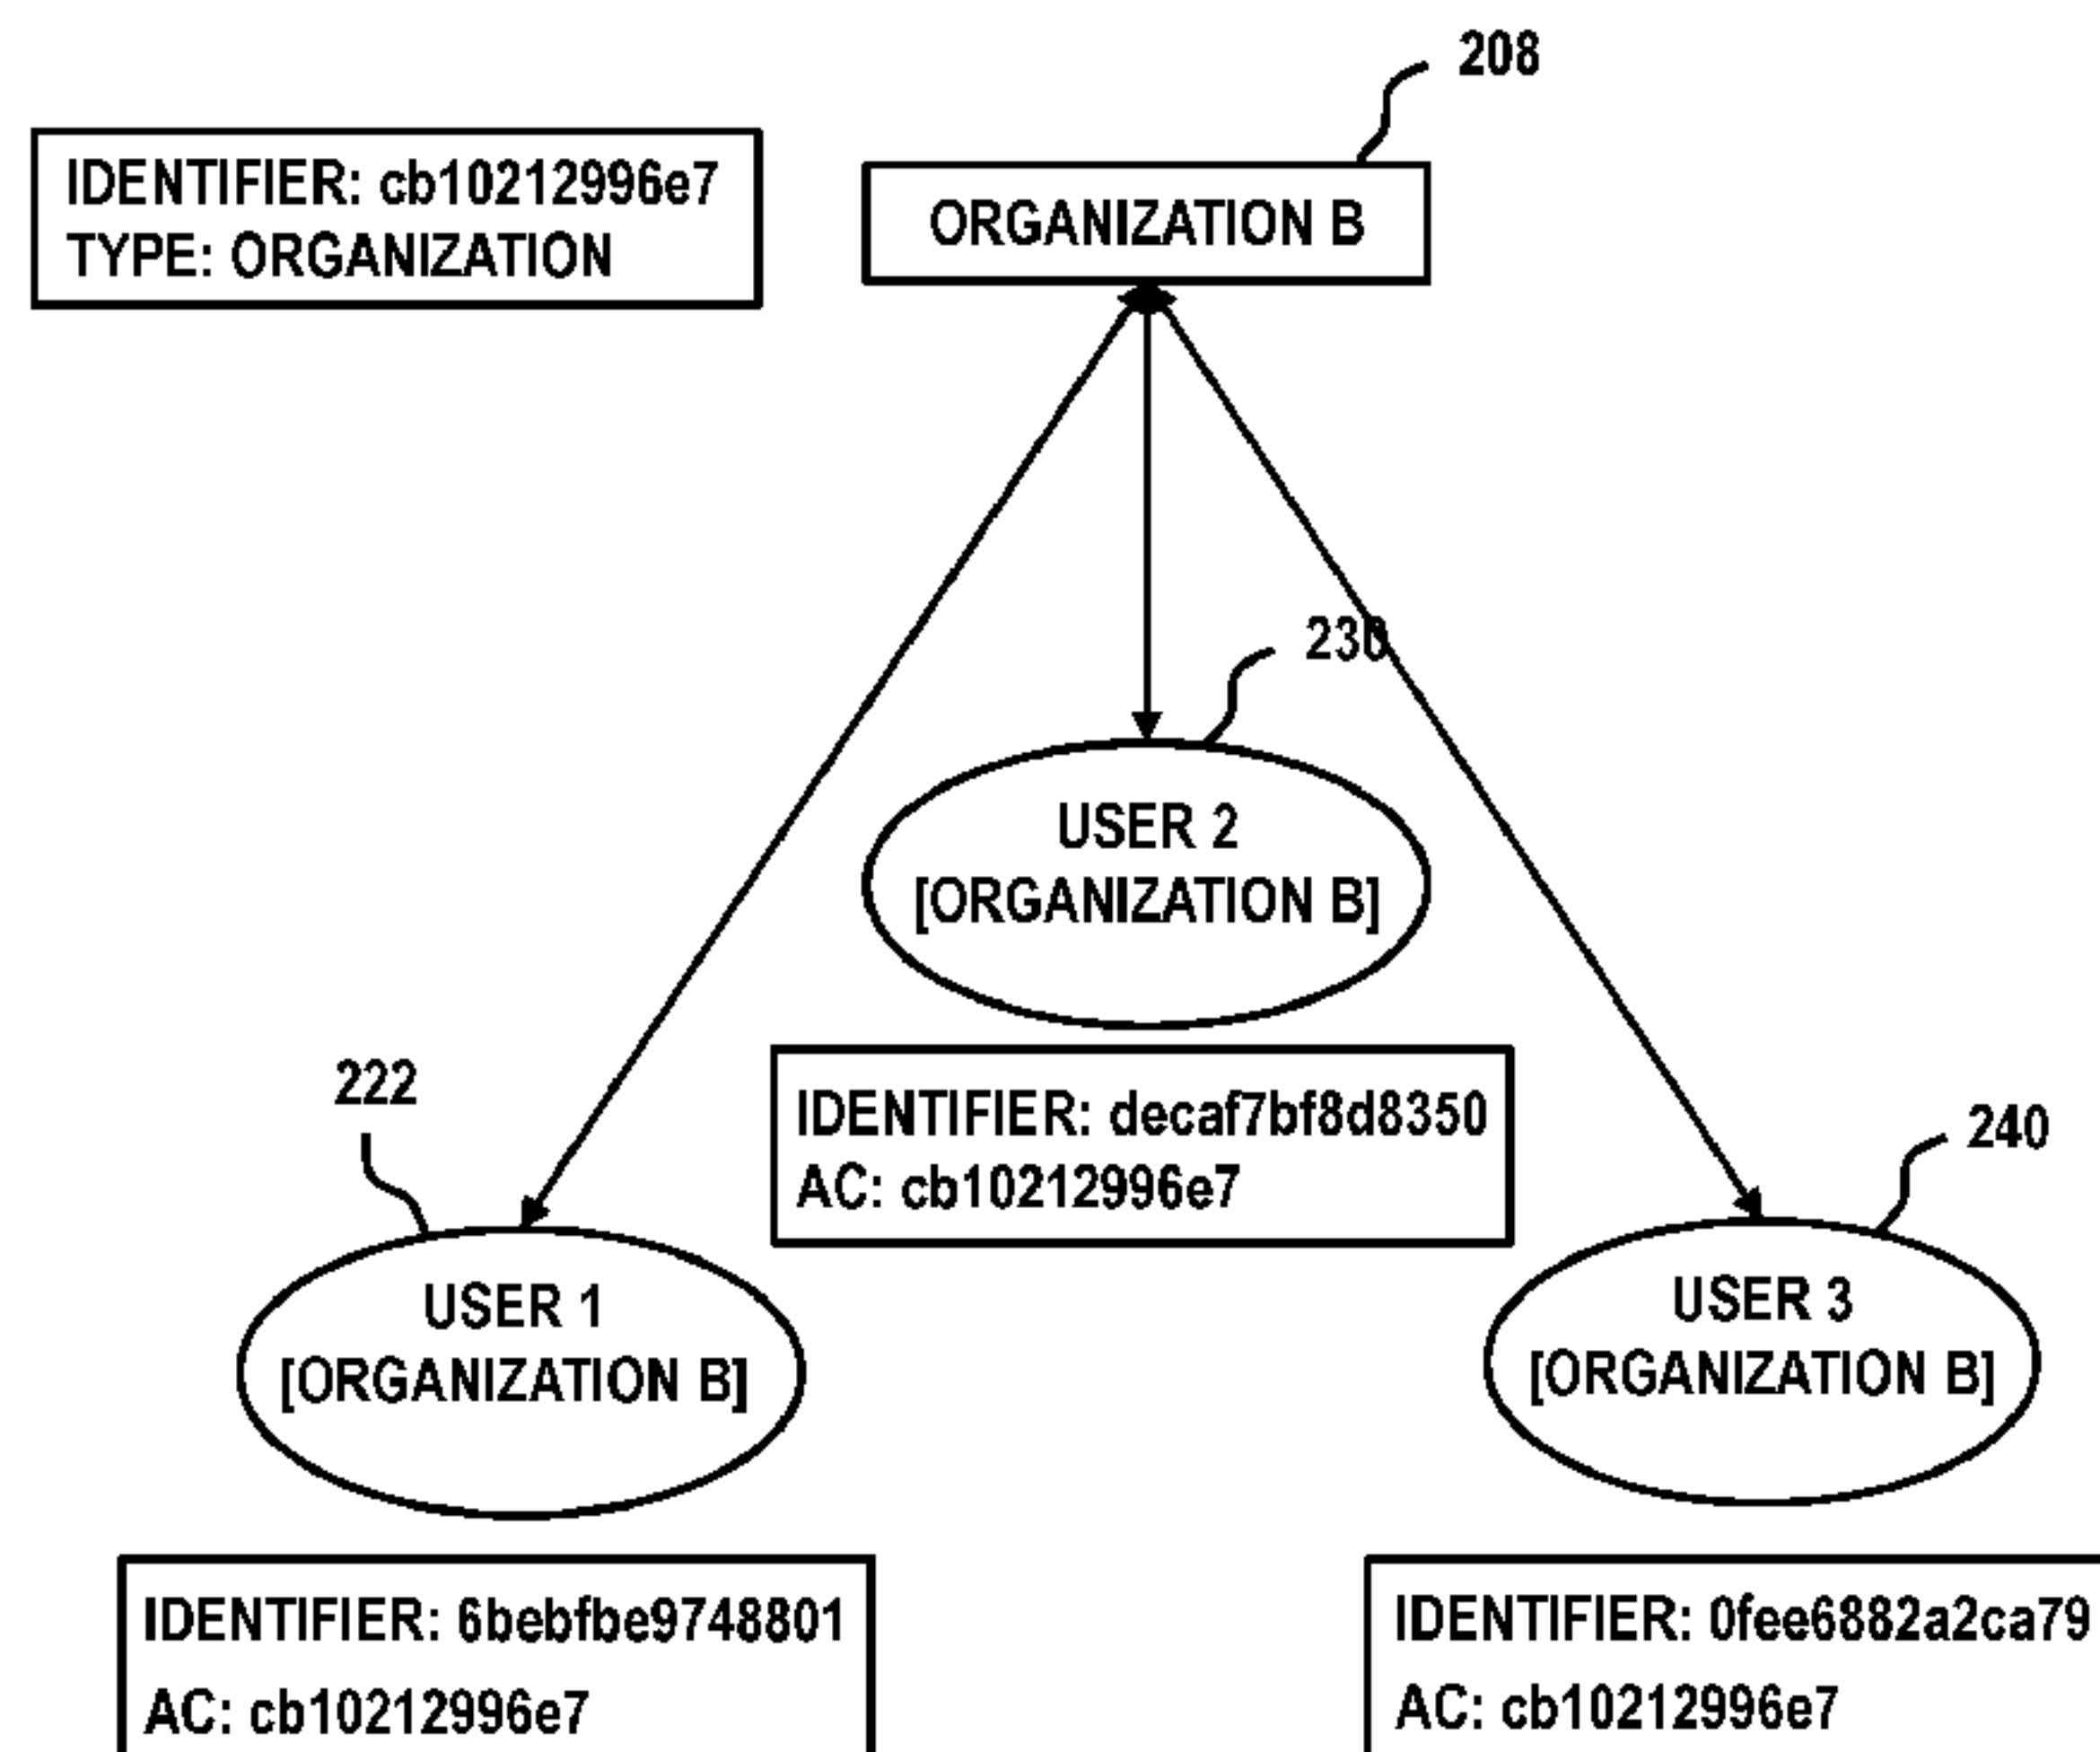 208
IDENTIFIER: cb10212996e7
TYPE: ORGANIZATION
ORGANIZATION B
230
USER 2
[ORGANIZATION B]
IDENTIFIER: decaf7bf8d8350
AC: cb10212996e7
222
240
USER 1
[ORGANIZATION B]
USER 3
[ORGANIZATION B]
IDENTIFIER: 6bebfbe9748801
AC: cb10212996e7
IDENTIFIER: 0fee6882a2ca79
AC: cb10212996e7